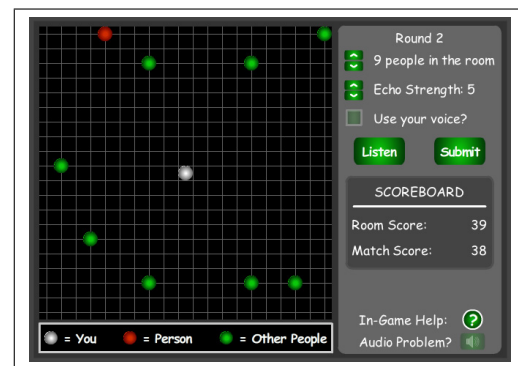 Round 2
9 people in the room
Echo Strength: 5
Use your voice?
Listen Submit
SCOREBOARD
Room Score: 39
Match Score: 38
In-Game Help: ?
Audio Problem?
= You = Person = Other People